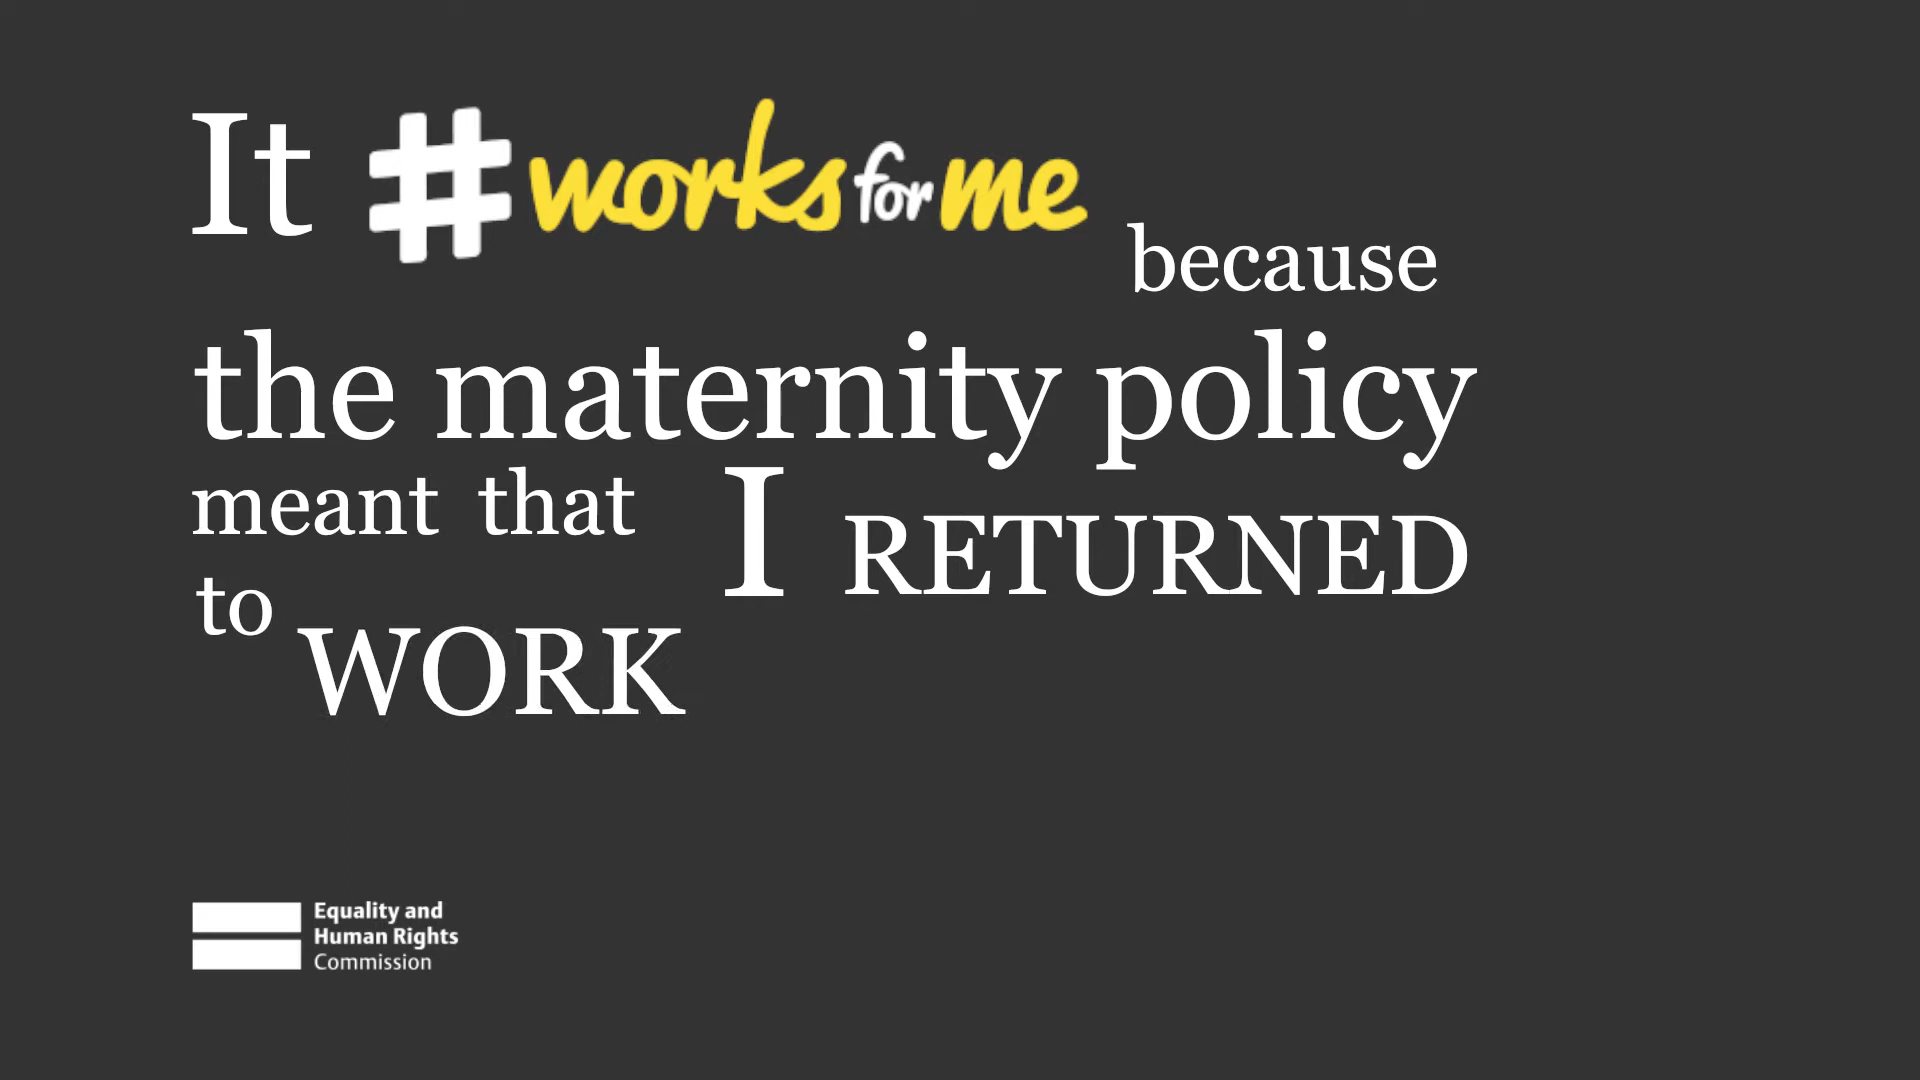 It #worksforme because
the maternity policy
meant that I RETURNED
to WORK
Equality and
Human Rights
Commission